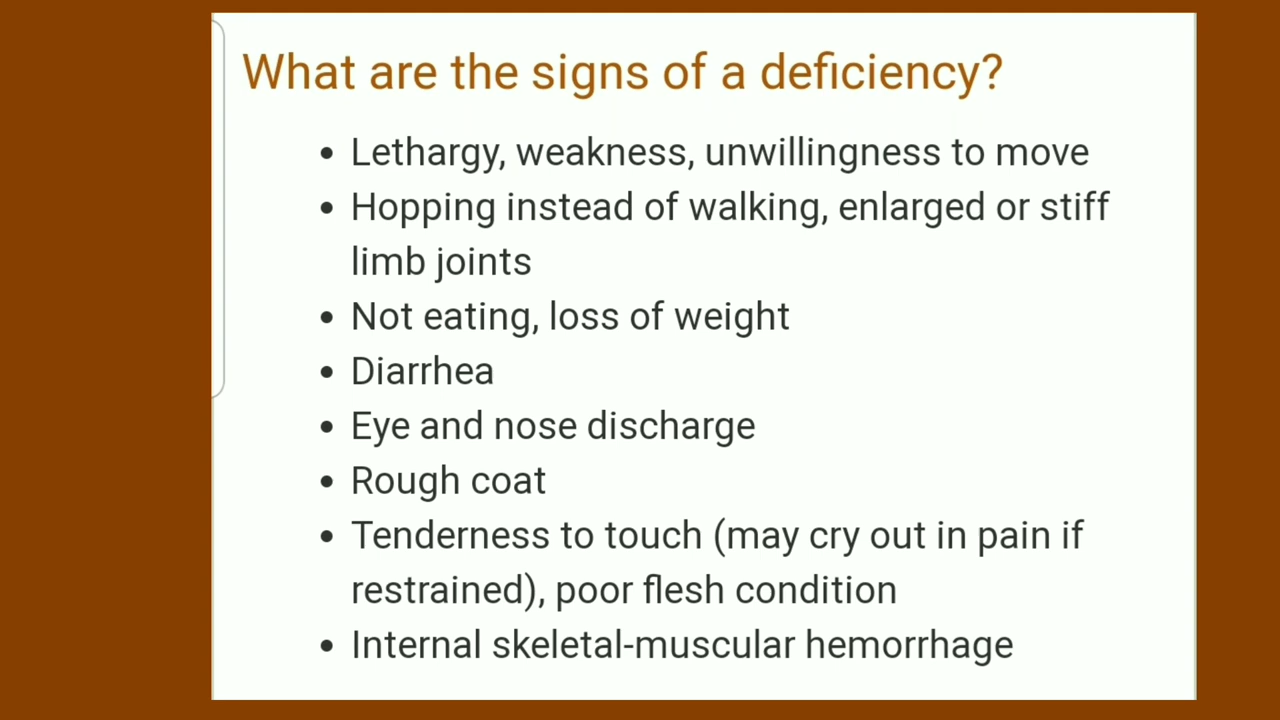 What are the signs of a deficiency?
• Lethargy, weakness, unwillingness to move
• Hopping instead of walking, enlarged or stiff
limb joints
• Not eating, loss of weight
• Diarrhea
• Eye and nose discharge
• Rough coat
• Tenderness to touch (may cry out in pain if
restrained), poor flesh condition
• Internal skeletal-muscular hemorrhage